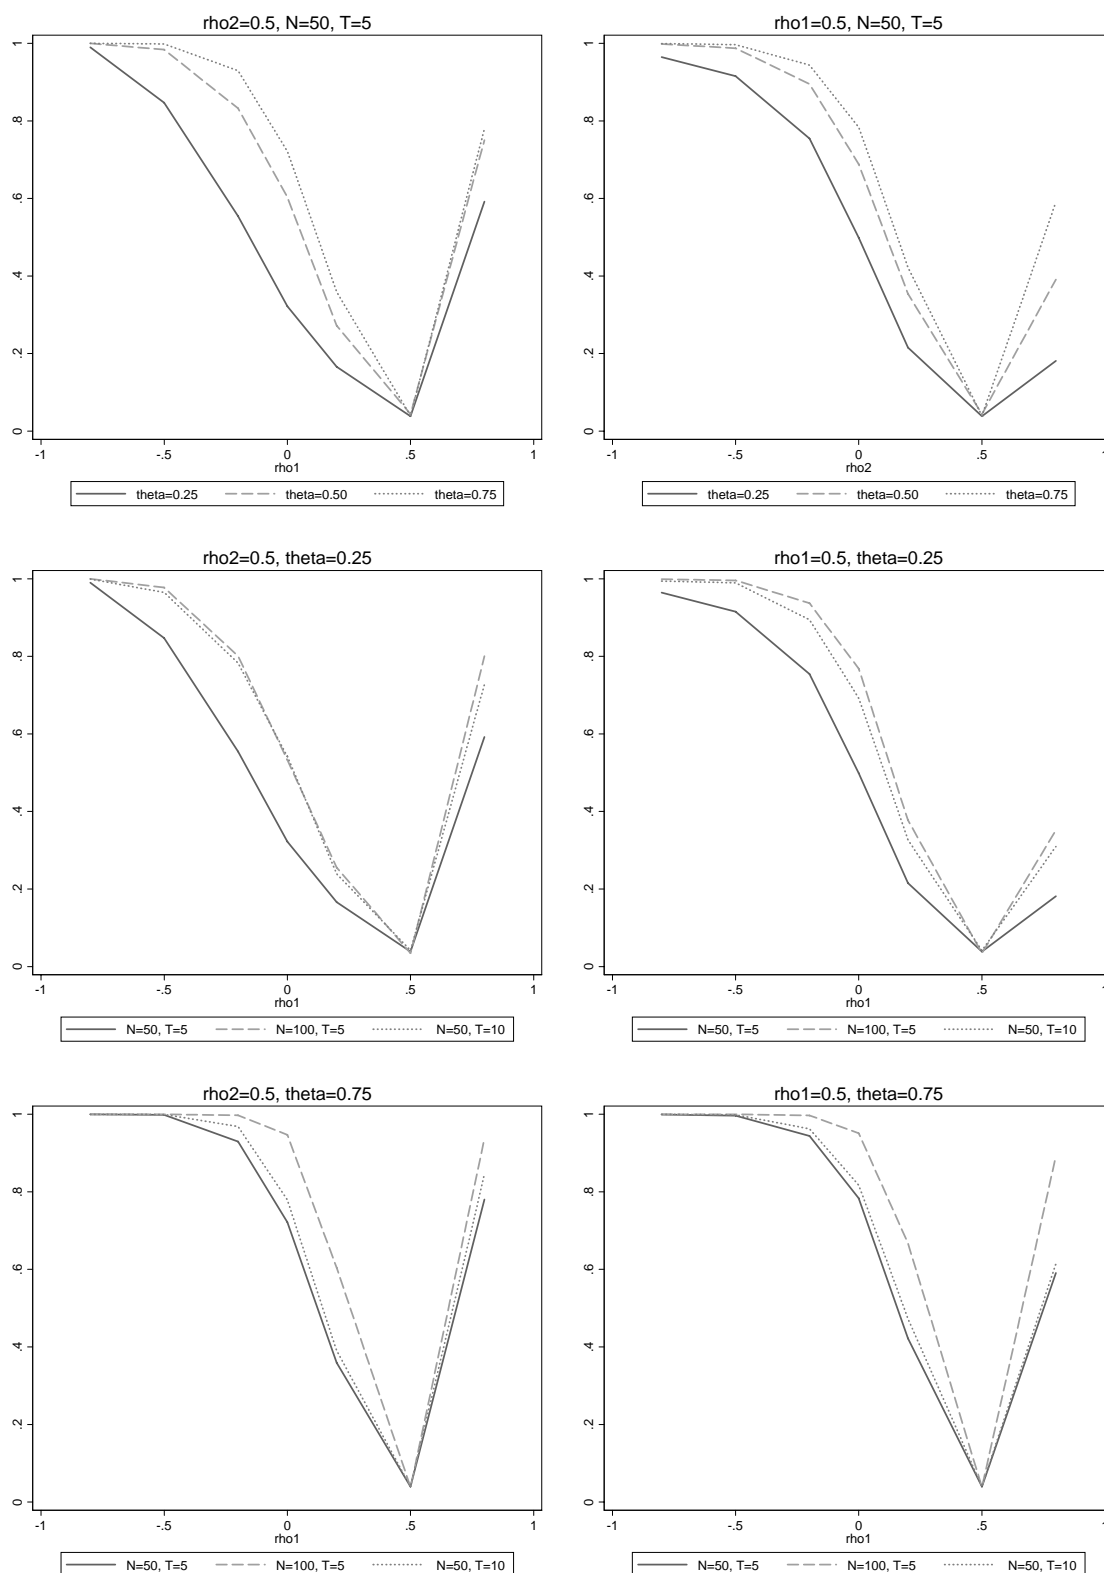 rho2=0.5, N=50, T=5
1
.8
.6
.4
.2
0
-1 -.5 0 .5 1
rho1
theta=0.25 theta=0.50 theta=0.75
rho1=0.5, N=50, T=5
1
.8
.6
.4
.2
0
-1 -.5 0 .5 1
rho2
theta=0.25 theta=0.50 theta=0.75
rho2=0.5, theta=0.25
1
.8
.6
.4
.2
0
-1 -.5 0 .5 1
rho1
N=50, T=5 N=100, T=5 N=50, T=10
rho1=0.5, theta=0.25
1
.8
.6
.4
.2
0
-1 -.5 0 .5 1
rho1
N=50, T=5 N=100, T=5 N=50, T=10
rho2=0.5, theta=0.75
1
.8
.6
.4
.2
0
-1 -.5 0 .5 1
rho1
N=50, T=5 N=100, T=5 N=50, T=10
rho1=0.5, theta=0.75
1
.8
.6
.4
.2
0
-1 -.5 0 .5 1
rho1
N=50, T=5 N=100, T=5 N=50, T=10